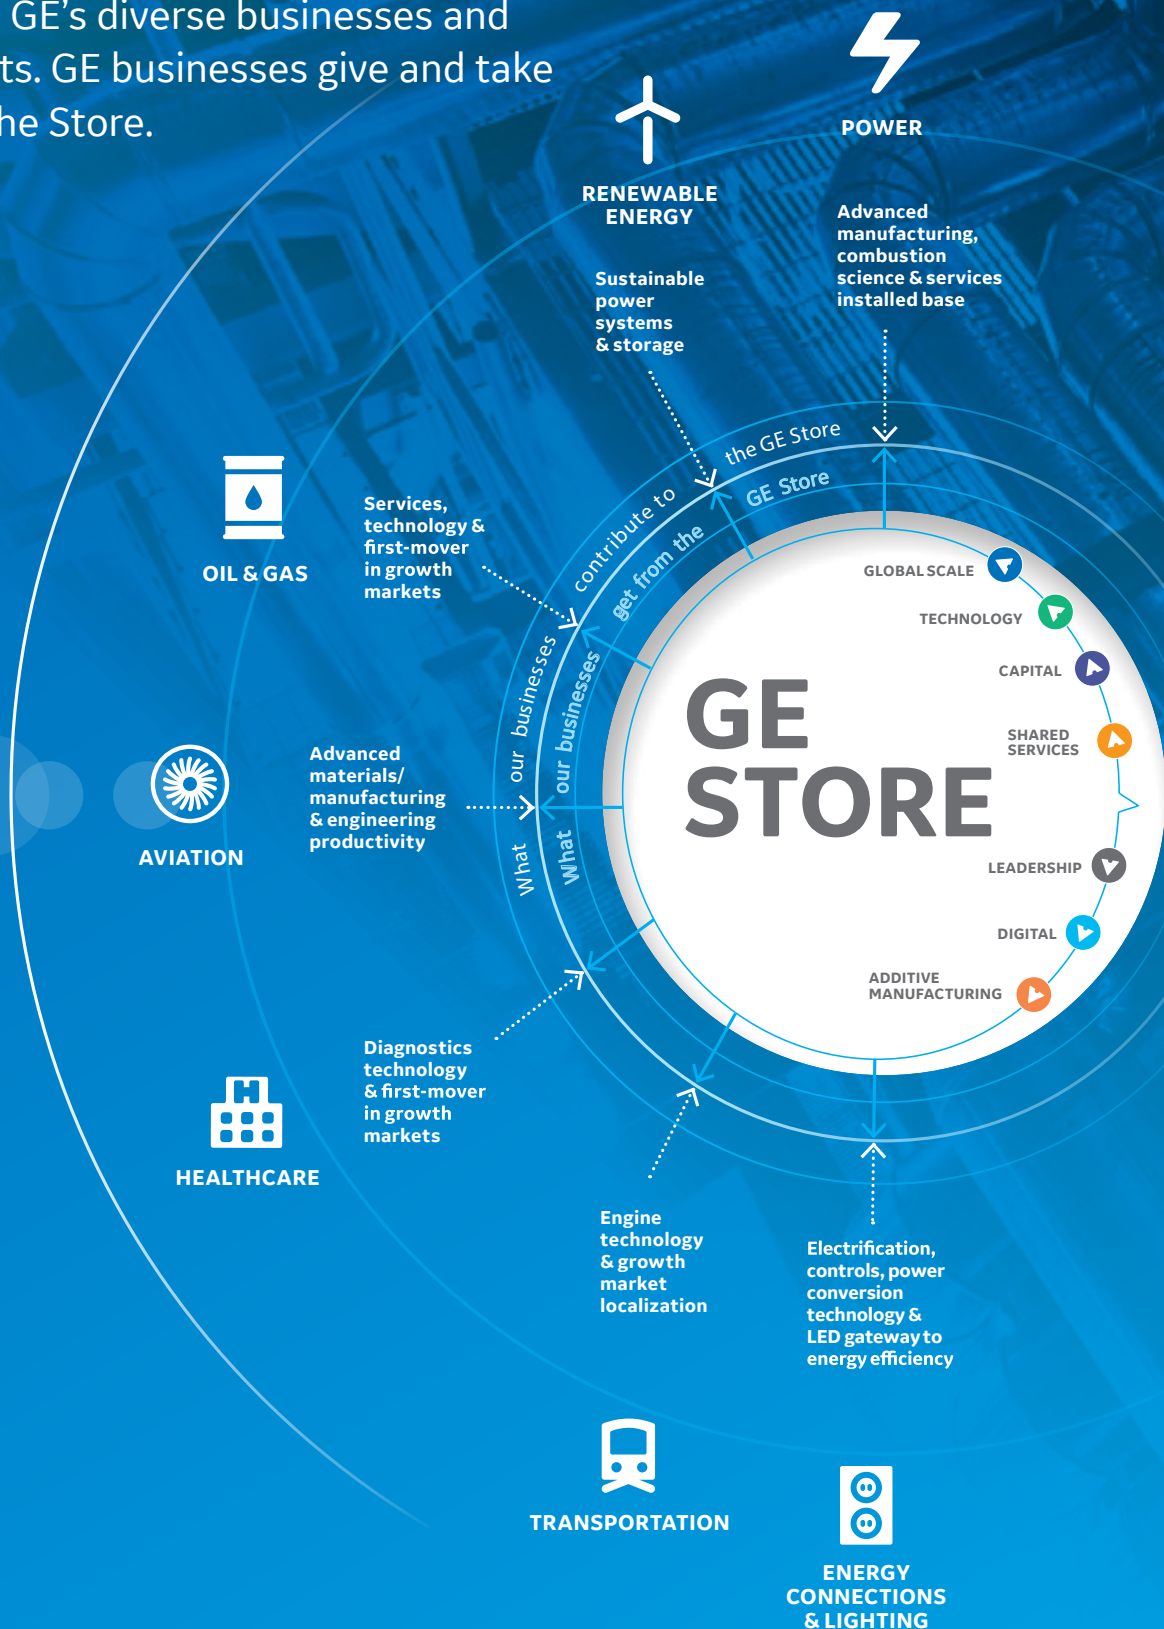 GE’s diverse businesses and
ts. GE businesses give and take
he Store.
POWER
RENEWABLE
ENERGY
Advanced
manufacturing,
combustion
science & services
installed base
Sustainable
power
systems
& storage
What our businesses contribute to the GE Store
What our businesses get from the GE Store
OIL & GAS
Services,
technology &
first-mover
in growth
markets
GLOBAL SCALE
TECHNOLOGY
CAPITAL
SHARED
SERVICES
GE
STORE
LEADERSHIP
DIGITAL
ADDITIVE
MANUFACTURING
AVIATION
Advanced
materials/
manufacturing
& engineering
productivity
HEALTHCARE
Diagnostics
technology
& first-mover
in growth
markets
H
Engine
technology
& growth
market
localization
TRANSPORTATION
Electrification,
controls, power
conversion
technology &
LED gateway to
energy efficiency
ENERGY
CONNECTIONS
& LIGHTING